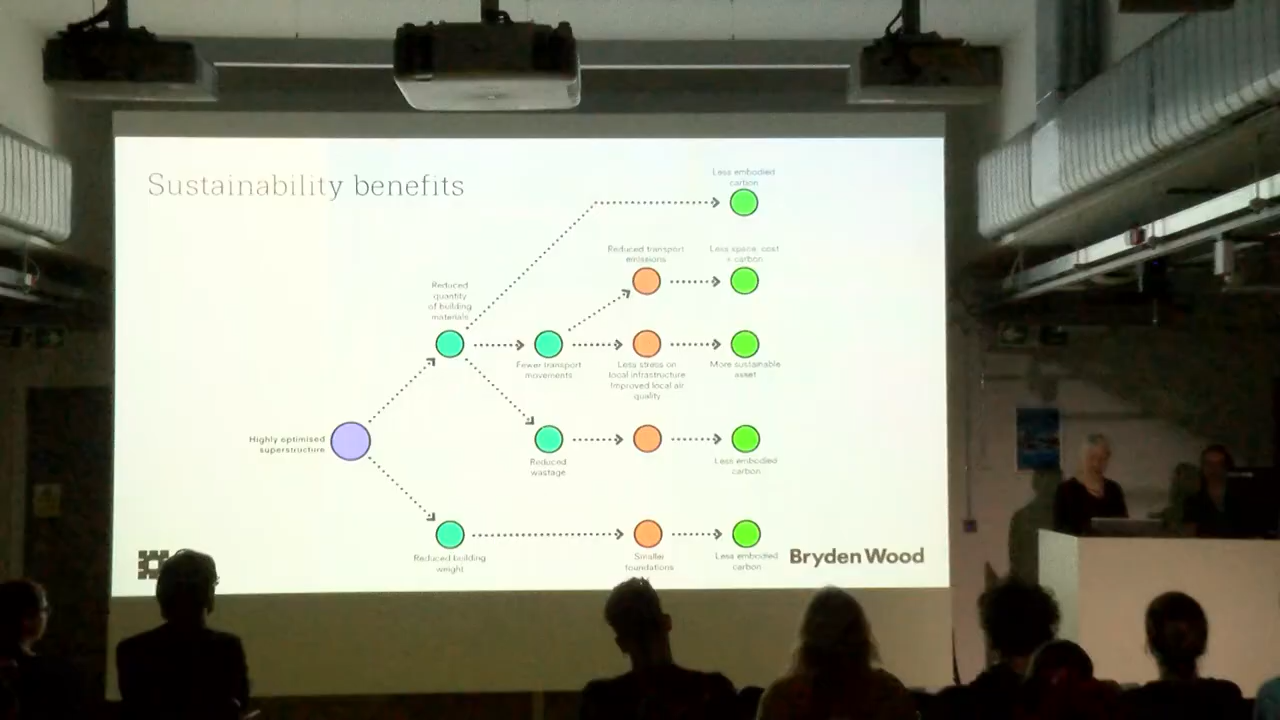 Sustainability benefits
Less embodied
carbon
Reduced transport
emissions
Less space, cost
+ carbon
Reduced
quantity
of building
materials
Fewer transport
movements
Less stress on
local infrastructure
Improved local air
quality
More sustainable
asset
Highly optimised
superstructure
Reduced
wastage
Less embodied
carbon
Reduced building
weight
Smaller
foundations
Less embodied
carbon
Bryden Wood